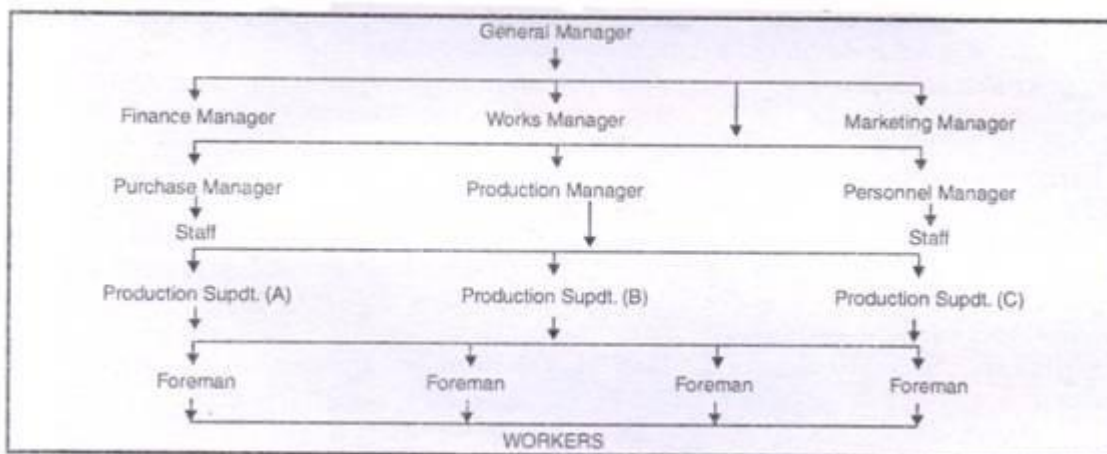 General Manager
Finance Manager Works Manager Marketing Manager
Purchase Manager Production Manager Personnel Manager
Staff Staff
Production Supdt. (A) Production Supdt. (B) Production Supdt. (C)
Foreman Foreman Foreman Foreman
WORKERS